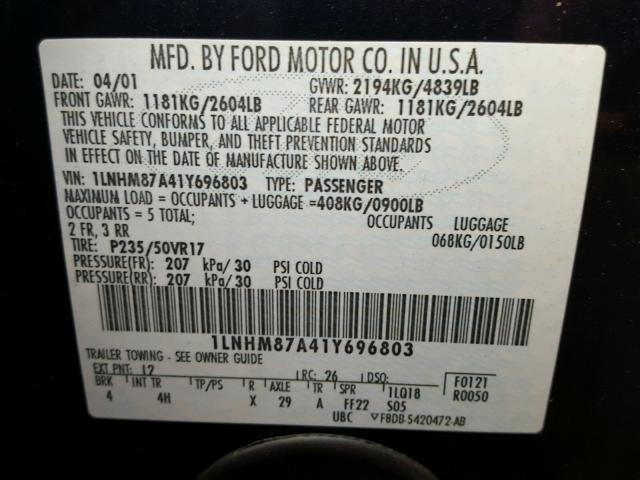 MFD. BY FORD MOTOR CO. IN U.S.A.
DATE: 04/01 GVWR: 2194KG/4839LB
FRONT GAWR: 1181KG/2604LB REAR GAWR: 1181KG/2604LB
THIS VEHICLE CONFORMS TO ALL APPLICABLE FEDERAL MOTOR
VEHICLE SAFETY, BUMPER, AND THEFT PREVENTION STANDARDS
IN EFFECT ON THE DATE OF MANUFACTURE SHOWN ABOVE.
VIN: 1LNHM87A41Y696803 TYPE: PASSENGER
MAXIMUM LOAD = OCCUPANTS + LUGGAGE =408KG/0900LB
OCCUPANTS = 5 TOTAL; OCCUPANTS LUGGAGE
2 FR, 3 RR 068KG/0150LB
TIRE: P235/50VR17
PRESSURE(FR): 207 kPa/30 PSI COLD
PRESSURE(RR): 207 kPa/30 PSI COLD
1LNHM87A41Y696803
TRAILER TOWING - SEE OWNER GUIDE
EXT PNT: L2 RC: 26 DSO: F0121
BRK INT TR TP/PS R AXLE TR SPR 1LQ18 R0050
4 4H X 29 A FF22 S05
UBC F8DB-5420472-AB